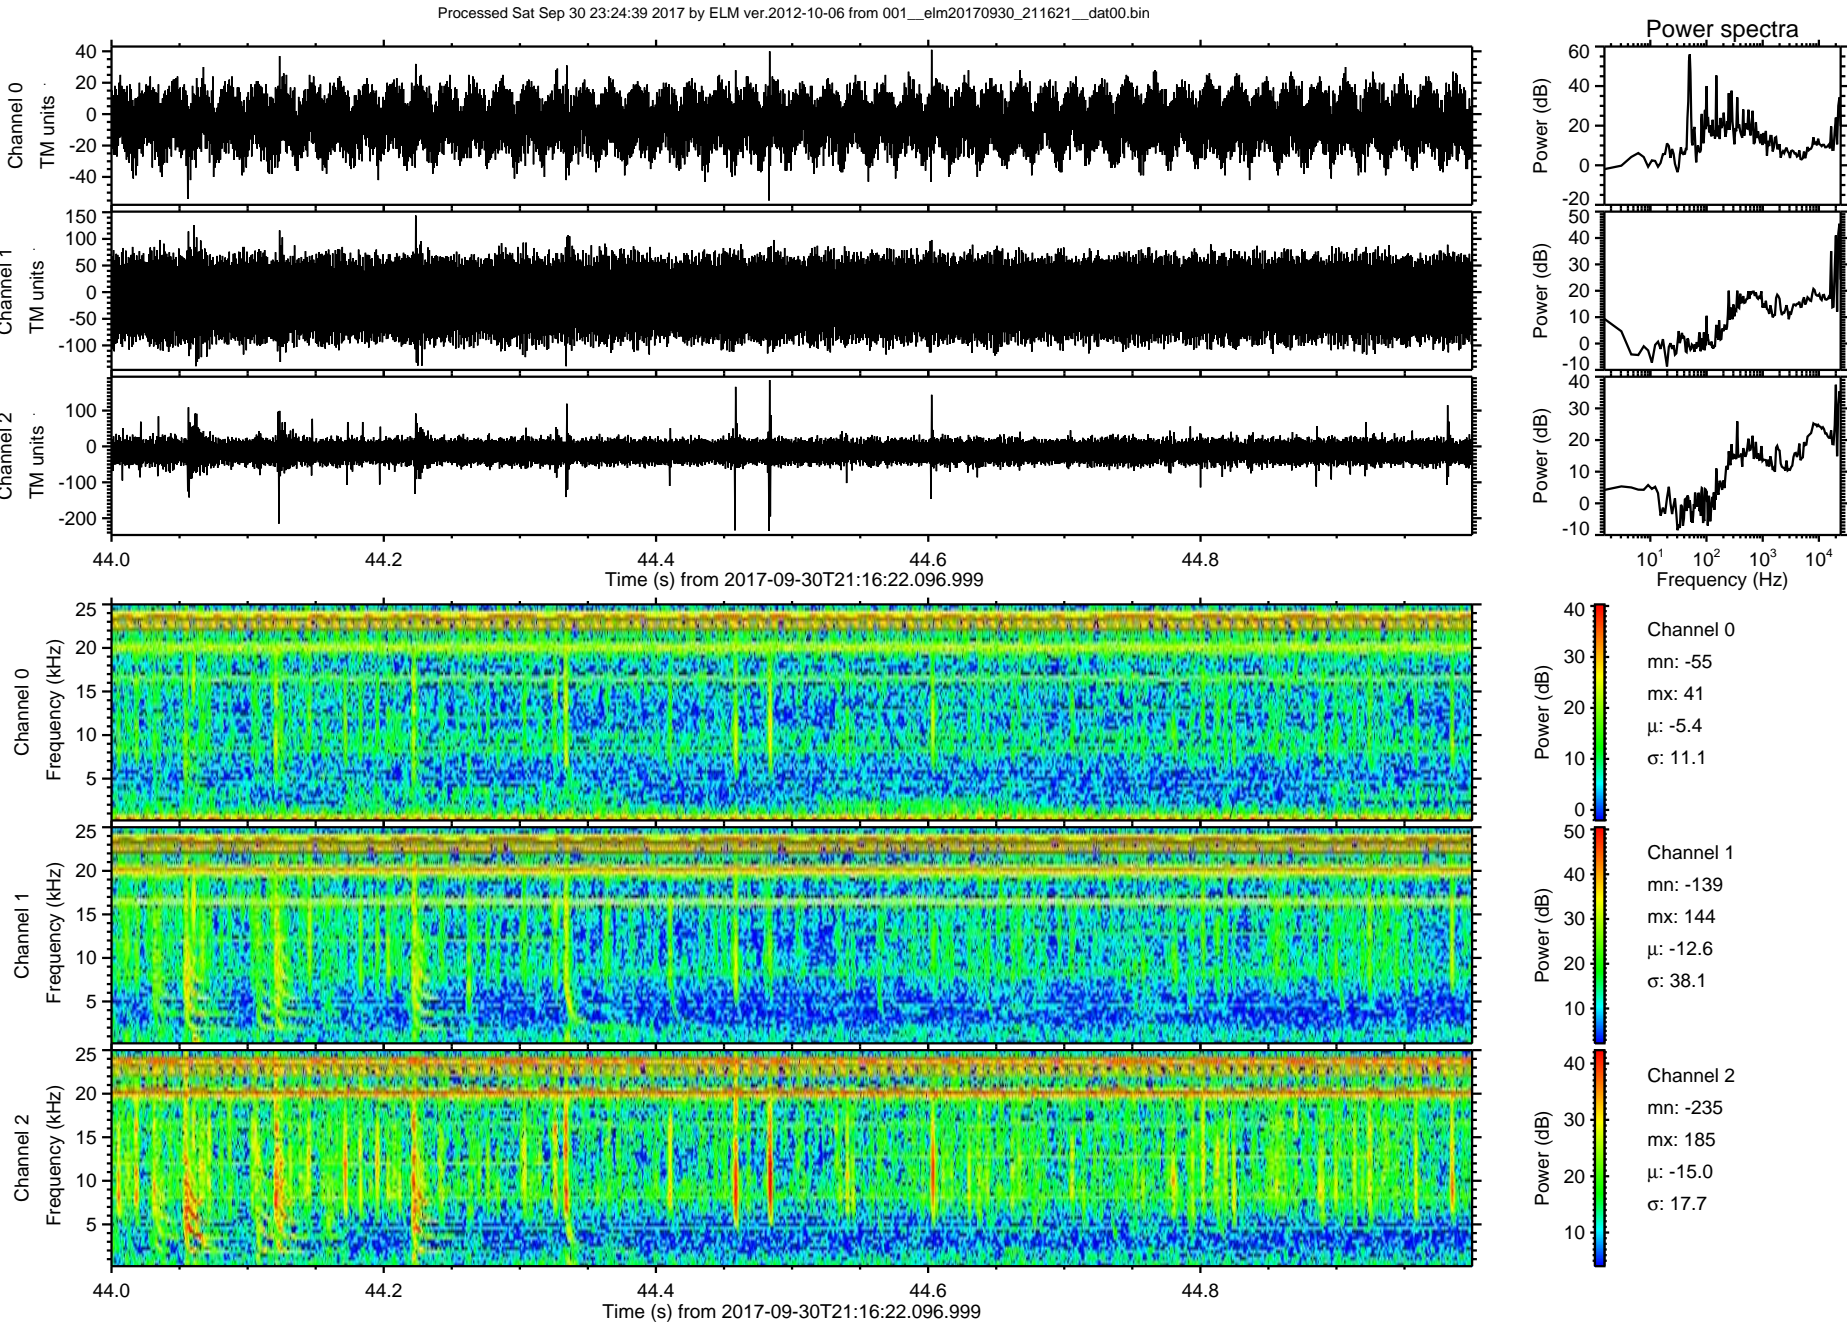 Processed Sat Sep 30 23:24:39 2017 by ELM ver.2012-10-06 from 001__elm20170930_211621__dat00.bin
Power spectra
Channel 0
TM units
40
20
0
-20
-40
Power (dB)
60
40
20
0
-20
Channel 1
TM units
150
100
50
0
-50
-100
Power (dB)
50
40
30
20
10
0
-10
Channel 2
TM units
100
0
-100
-200
Power (dB)
40
30
20
10
0
-10
44.0 44.2 44.4 44.6 44.8
Time (s) from 2017-09-30T21:16:22.096.999
10^1 10^2 10^3 10^4
Frequency (Hz)
Channel 0
Frequency (kHz)
25
20
15
10
5
Power (dB)
40
30
20
10
0
Channel 0
mn: -55
mx: 41
μ: -5.4
σ: 11.1
Channel 1
Frequency (kHz)
25
20
15
10
5
Power (dB)
50
40
30
20
10
Channel 1
mn: -139
mx: 144
μ: -12.6
σ: 38.1
Channel 2
Frequency (kHz)
25
20
15
10
5
Power (dB)
40
30
20
10
Channel 2
mn: -235
mx: 185
μ: -15.0
σ: 17.7
44.0 44.2 44.4 44.6 44.8
Time (s) from 2017-09-30T21:16:22.096.999